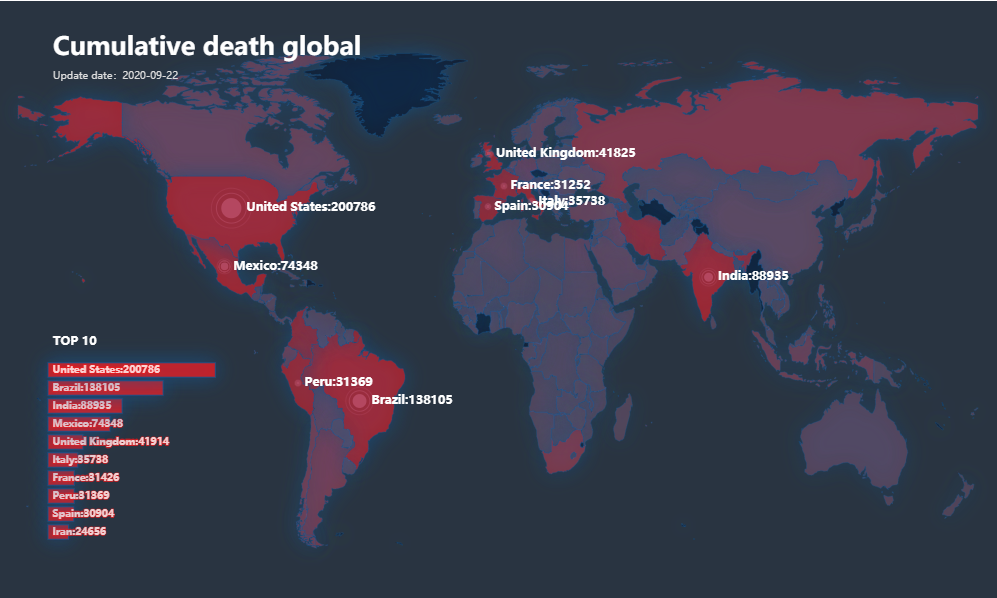 Cumulative death global
Update date: 2020-09-22
United Kingdom:41825
France:31252
Italy:35738
Spain:30904
United States:200786
Mexico:74348
India:88935
Peru:31369
Brazil:138105
TOP 10
United States:200786
Brazil:138105
India:88935
Mexico:74348
United Kingdom:41914
Italy:35738
France:31426
Peru:31369
Spain:30904
Iran:24656